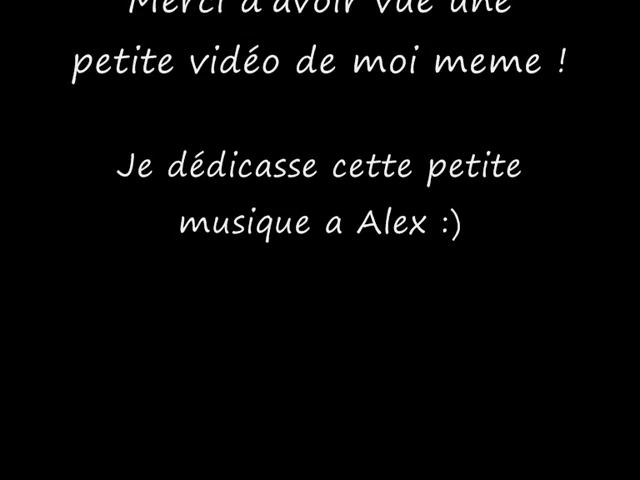 Merci d'avoir vue une
petite vidéo de moi meme !
Je dédicasse cette petite
musique a Alex :)